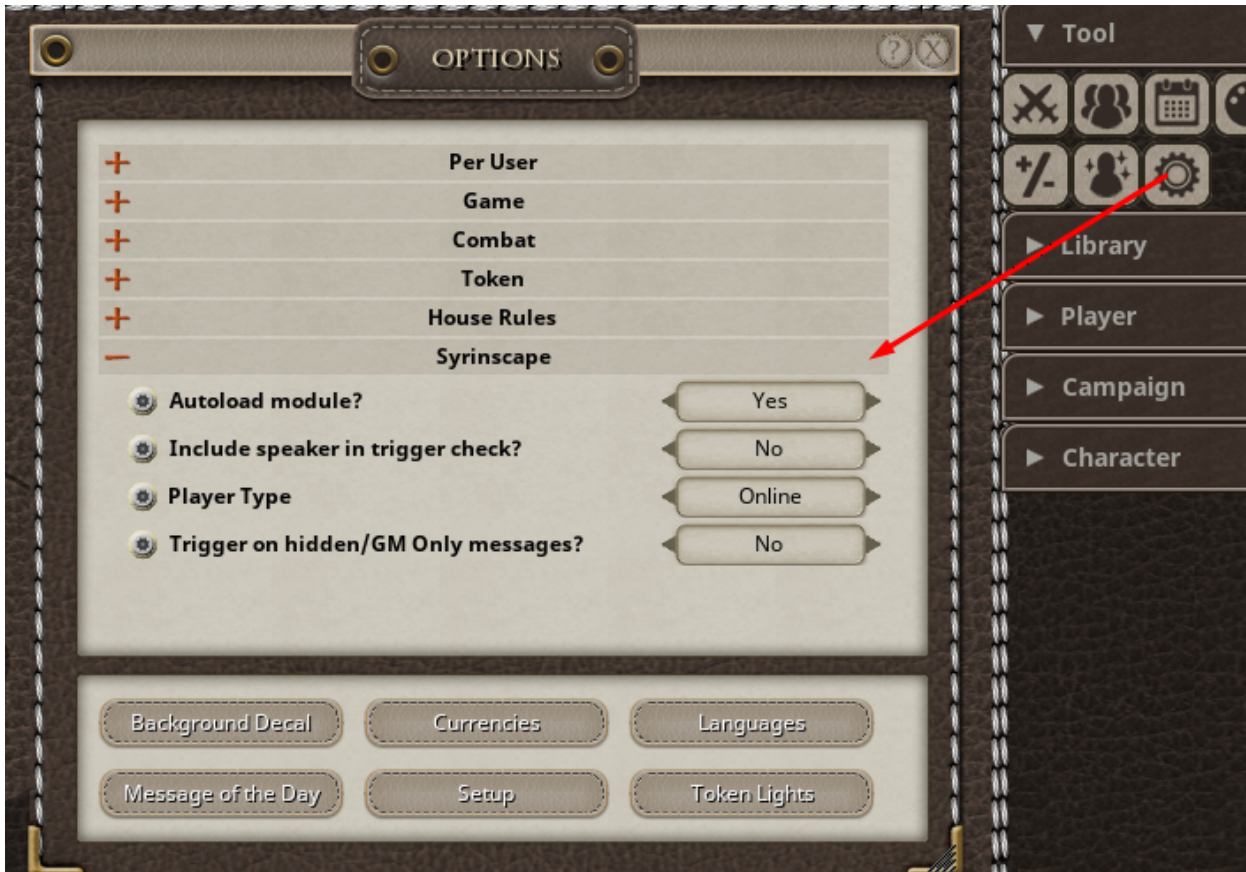 OPTIONS
?
X
Per User
Game
Combat
Token
House Rules
Syrinscape
Autoload module?
Yes
Include speaker in trigger check?
No
Player Type
Online
Trigger on hidden/GM Only messages?
No
Background Decal
Currencies
Languages
Message of the Day
Setup
Token Lights
Tool
+/-
Library
Player
Campaign
Character